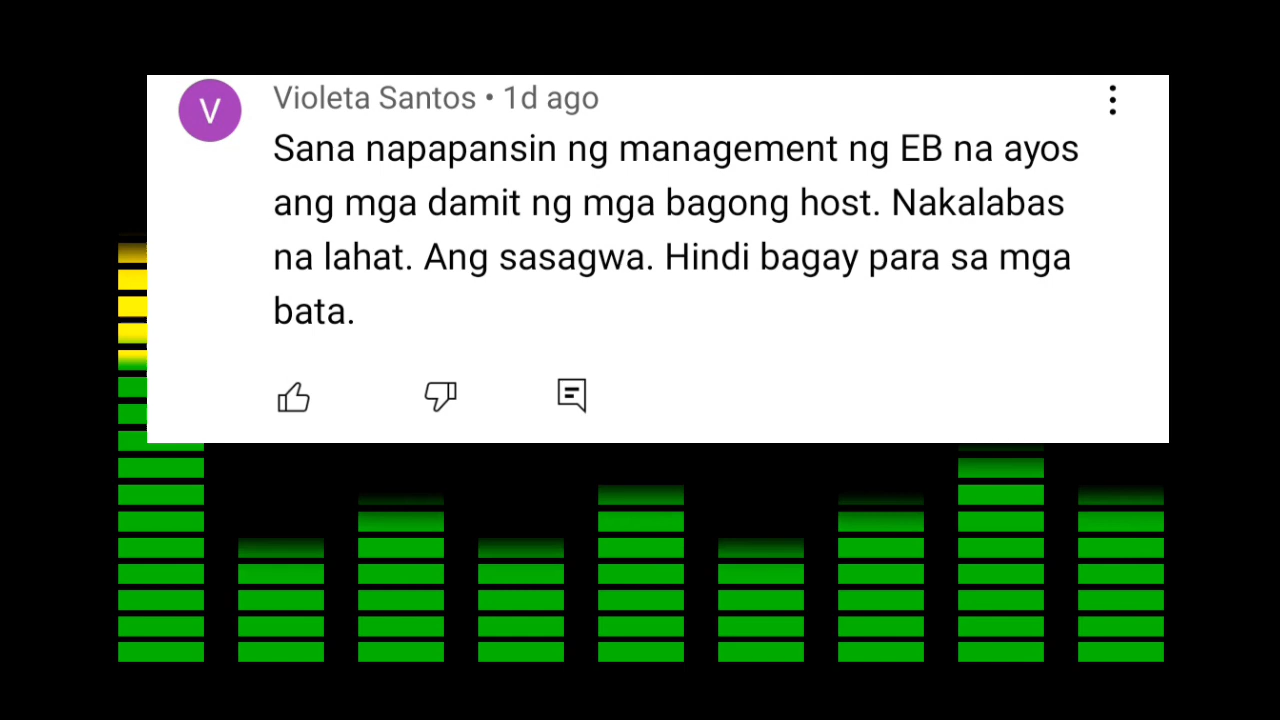 V
Violeta Santos • 1d ago
Sana napapansin ng management ng EB na ayos
ang mga damit ng mga bagong host. Nakalabas
na lahat. Ang sasagwa. Hindi bagay para sa mga
bata.